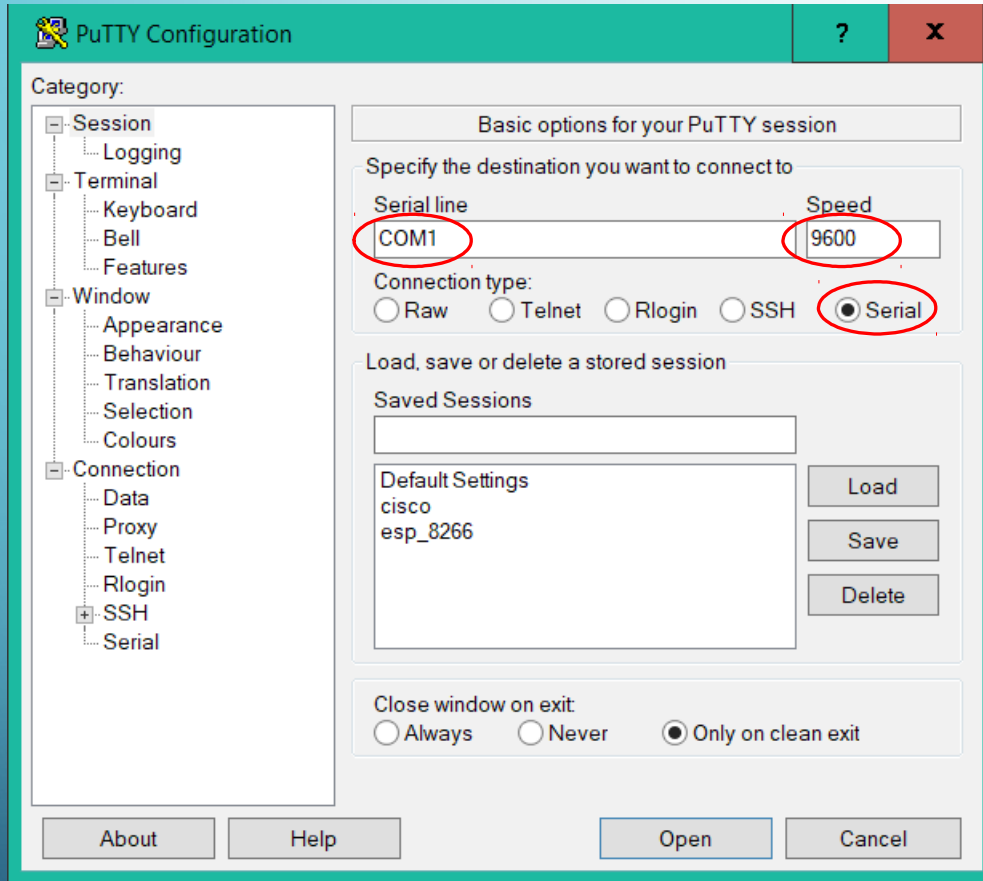 PuTTY Configuration
?
x
Category:
Session
Logging
Terminal
Keyboard
Bell
Features
Window
Appearance
Behaviour
Translation
Selection
Colours
Connection
Data
Proxy
Telnet
Rlogin
SSH
Serial
Basic options for your PuTTY session
Specify the destination you want to connect to
Serial line Speed
COM1 9600
Connection type:
Raw Telnet Rlogin SSH Serial
Load, save or delete a stored session
Saved Sessions
Default Settings
cisco
esp_8266
Load
Save
Delete
Close window on exit:
Always Never Only on clean exit
About Help Open Cancel